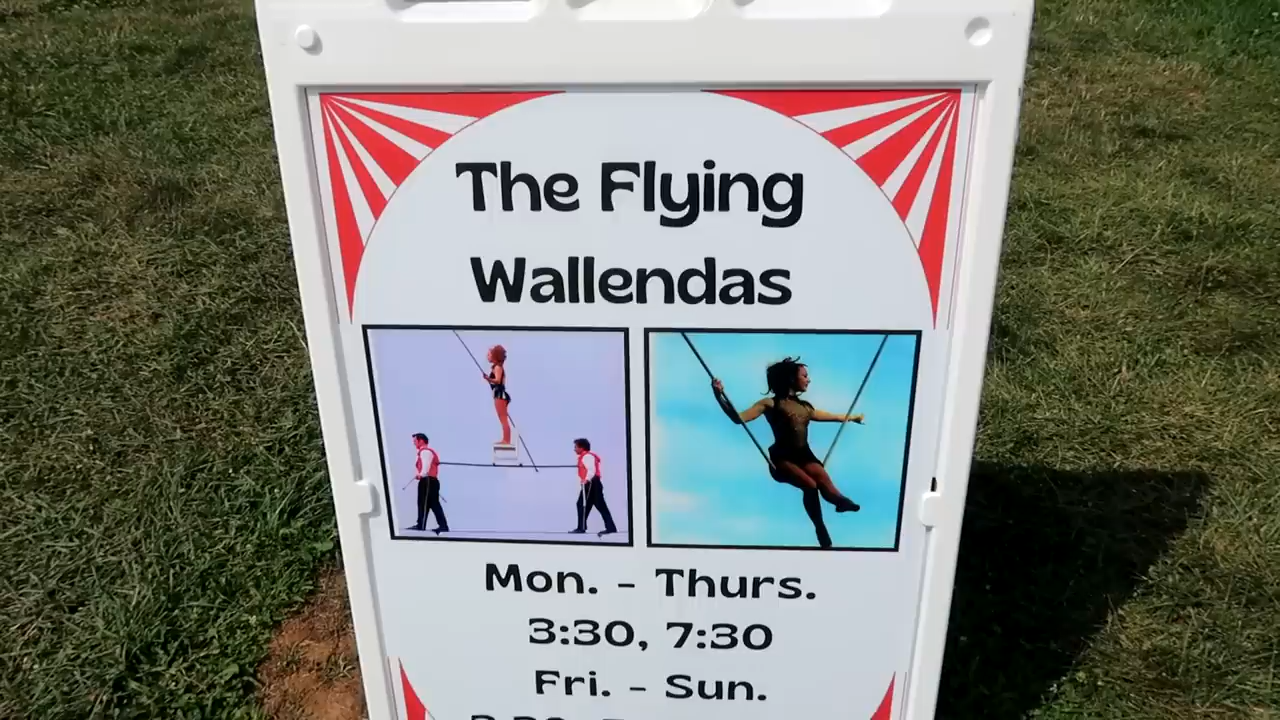 The Flying
Wallendas
Mon. - Thurs.
3:30, 7:30
Fri. - Sun.